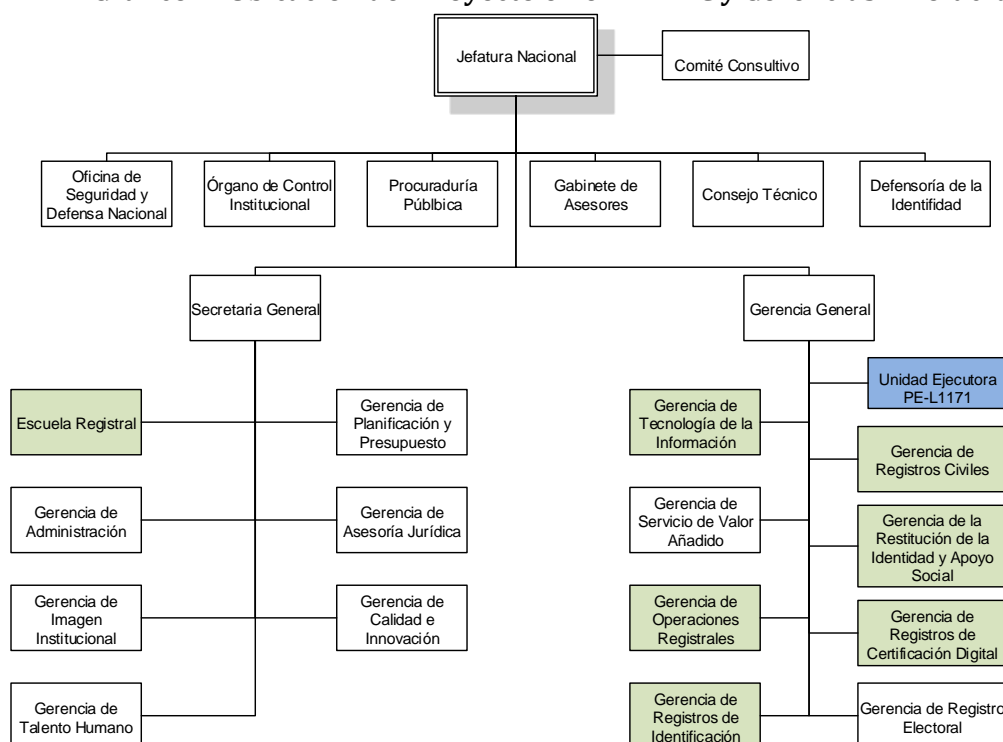 Jefatura Nacional
Comité Consultivo
Oficina de
Seguridad y
Defensa Nacional
Órgano de Control
Institucional
Procuraduría
Públbica
Gabinete de
Asesores
Consejo Técnico
Defensoría de la
Identifidad
Secretaria General
Gerencia General
Unidad Ejecutora
PE-L1171
Escuela Registral
Gerencia de
Planificación y
Presupuesto
Gerencia de
Tecnología de la
Información
Gerencia de
Registros Civiles
Gerencia de
Administración
Gerencia de
Asesoría Jurídica
Gerencia de
Servicio de Valor
Añadido
Gerencia de la
Restitución de la
Identidad y Apoyo
Social
Gerencia de
Imagen
Institucional
Gerencia de
Calidad e
Innovación
Gerencia de
Operaciones
Registrales
Gerencia de
Registros de
Certificación Digital
Gerencia de
Talento Humano
Gerencia de
Registros de
Identificación
Gerencia de Registro
Electoral